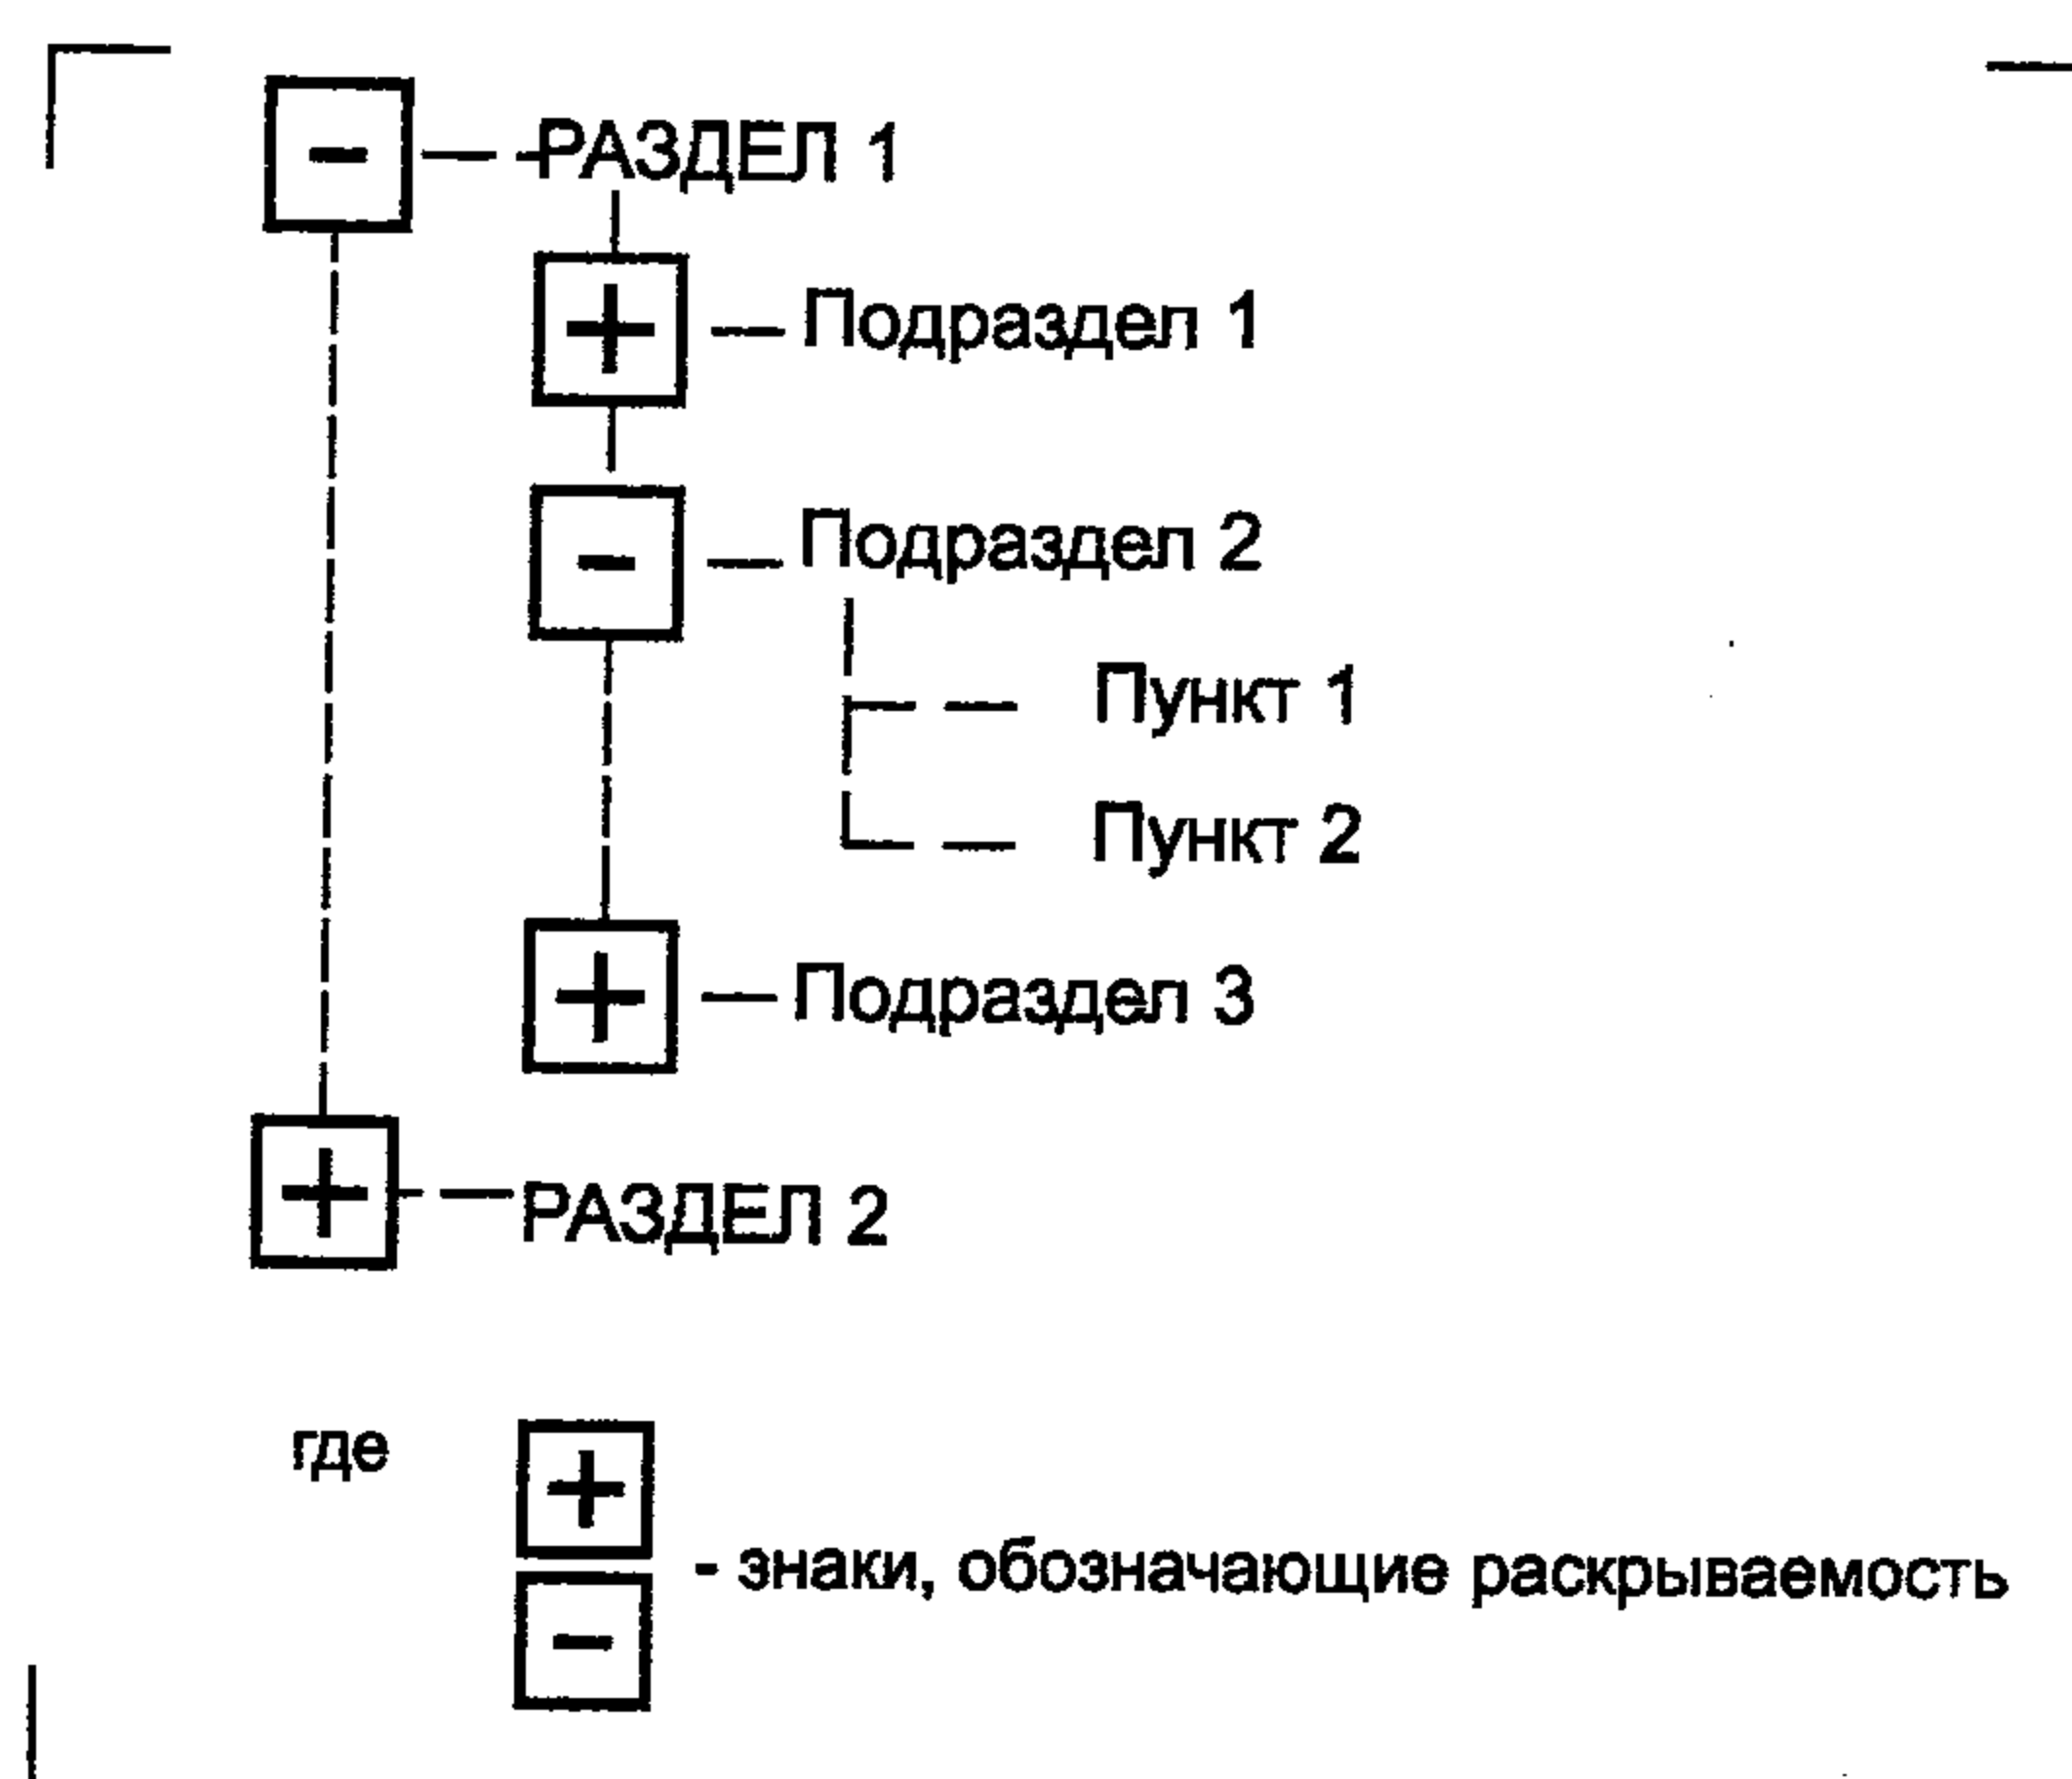 - РАЗДЕЛ 1
+ Подраздел 1
- Подраздел 2
Пункт 1
Пункт 2
+ Подраздел 3
+ РАЗДЕЛ 2
где
+
- знаки, обозначающие раскрываемость
-